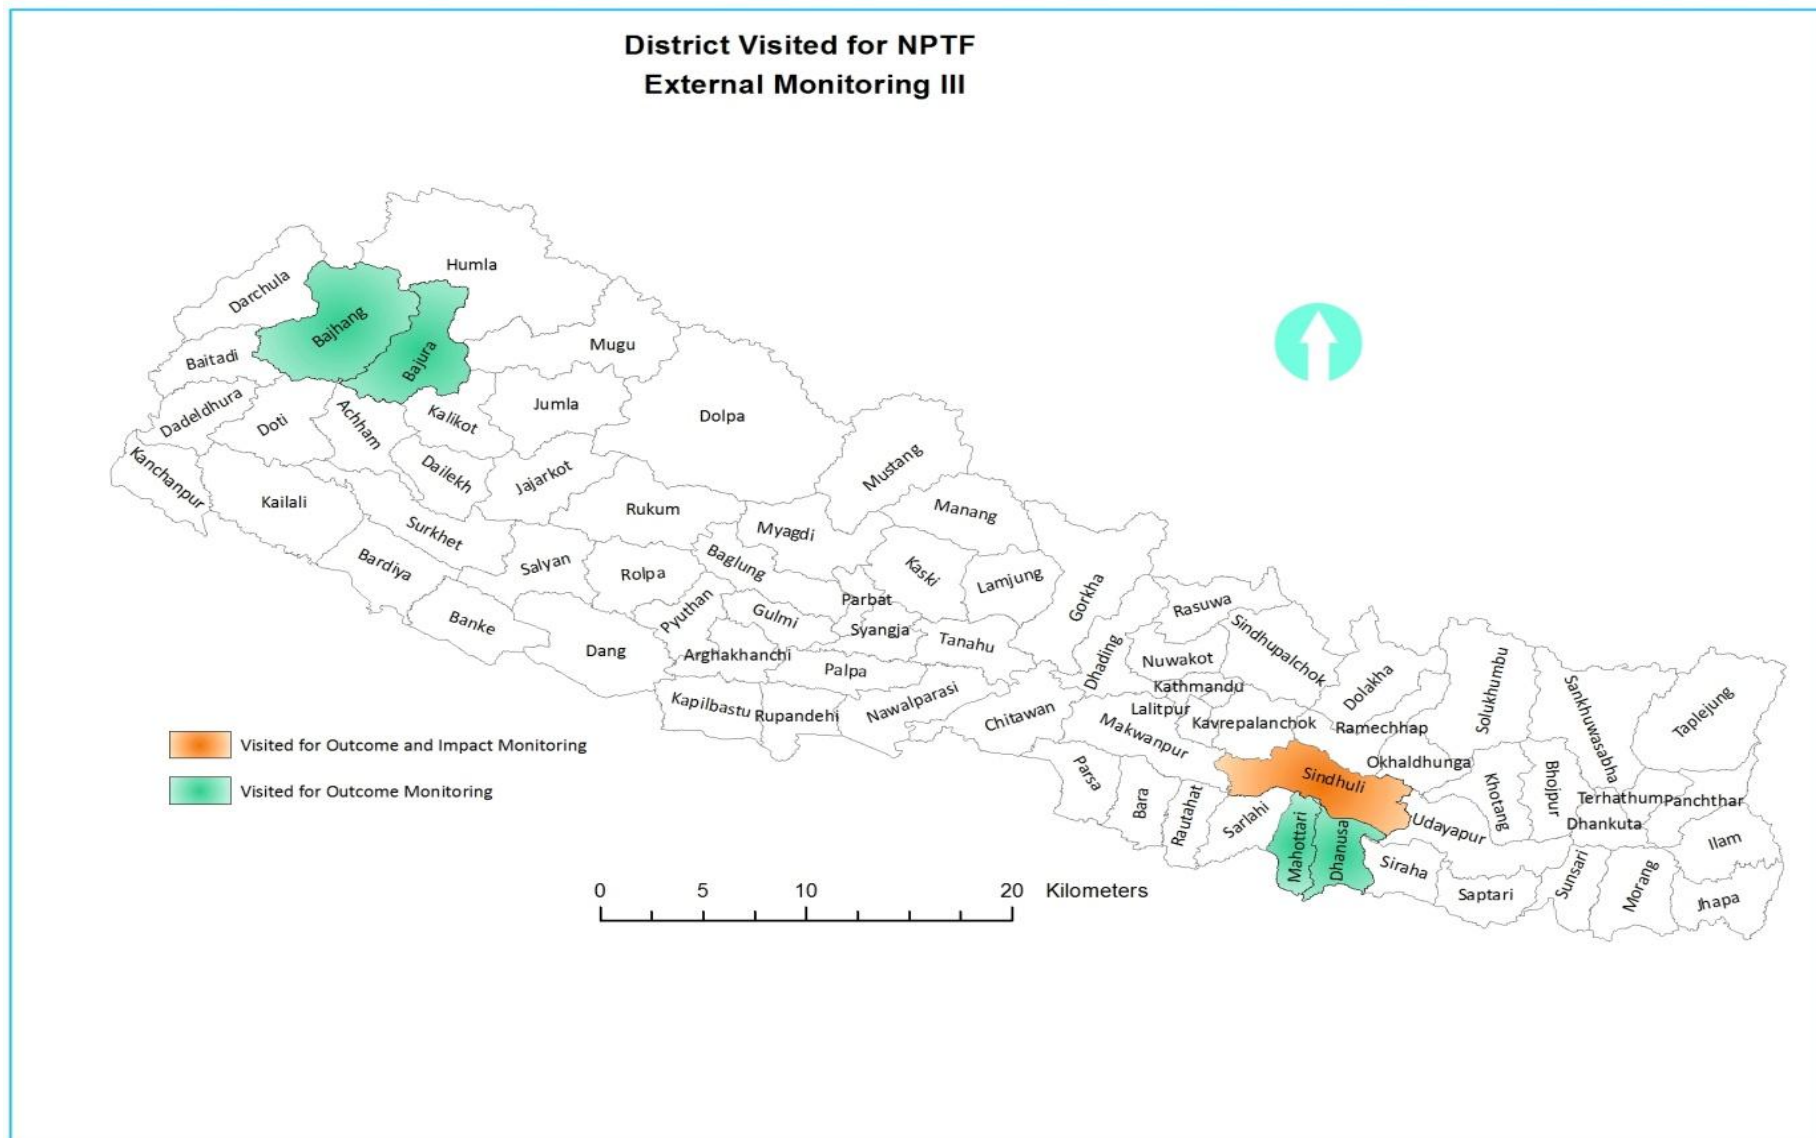 District Visited for NPTF
External Monitoring III
Humla
Darchula
Bajhang
Bajura
Mugu
Baitadi
Dadeldhura
Doti
Achham
Kalikot
Jumla
Dolpa
Kanchanpur
Kailali
Dailekh
Jajarkot
Mustang
Surkhet
Rukum
Myagdi
Manang
Bardiya
Salyan
Rolpa
Baglung
Kaski
Lamjung
Gorkha
Banke
Pyuthan
Gulmi
Parbat
Syangja
Tanahu
Rasuwa
Sindhupalchok
Dang
Arghakhanchi
Palpa
Dhading
Nuwakot
Kathmandu
Dolakha
Solukhumbu
Sankhuwasabha
Taplejung
Kapilbastu
Rupandehi
Nawalparasi
Chitawan
Makwanpur
Lalitpur
Kavrepalanchok
Ramechhap
Okhaldhunga
Visited for Outcome and Impact Monitoring
Visited for Outcome Monitoring
Parsa
Bara
Rautahat
Sarlahi
Sindhuli
Mahottari
Dhanusa
Udayapur
Khotang
Bhojpur
Terhathum
Panchthar
Dhankuta
Ilam
Siraha
Saptari
Sunsari
Morang
Jhapa
0 5 10 20 Kilometers